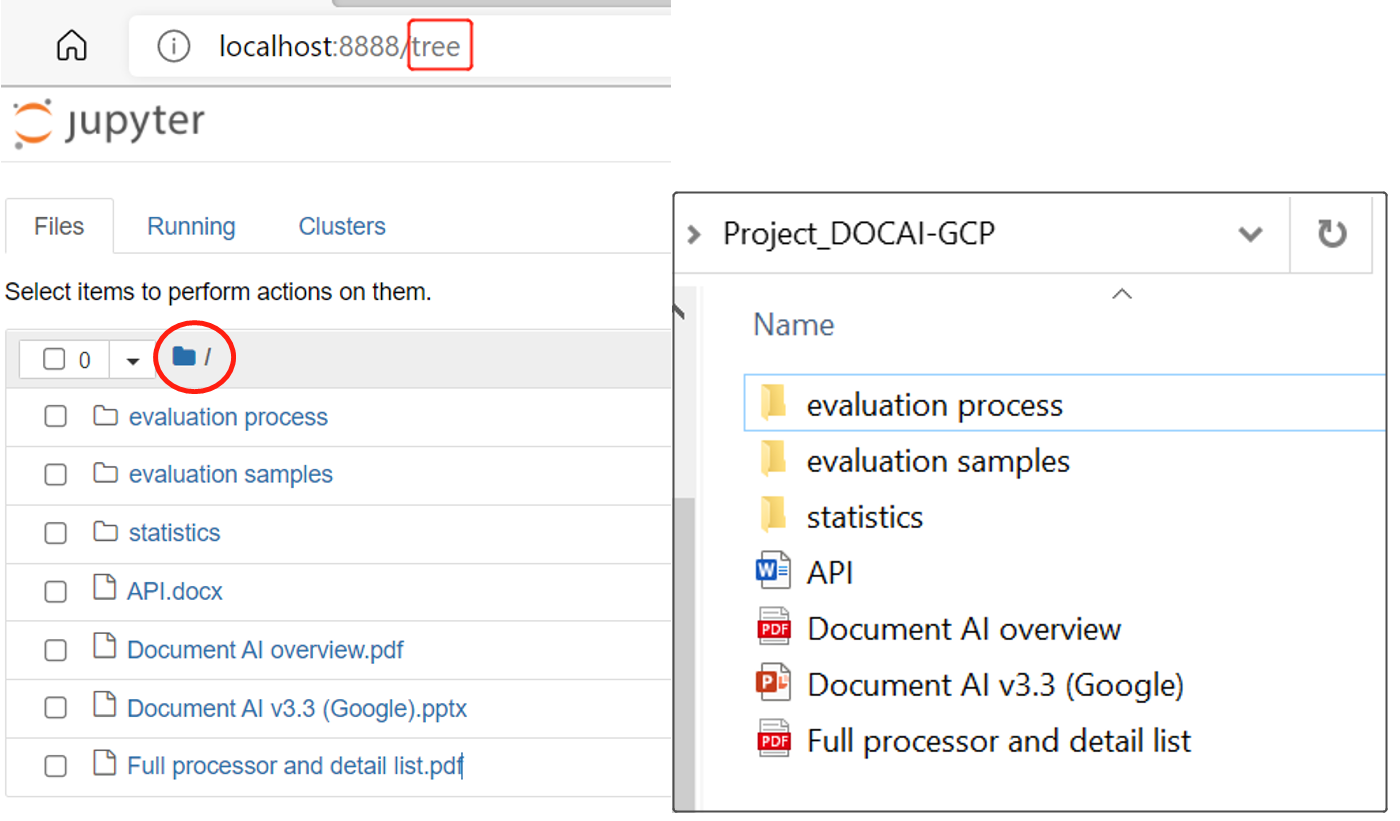 localhost:8888/tree
jupyter
Files Running Clusters
Select items to perform actions on them.
0 /
evaluation process
evaluation samples
statistics
API.docx
Document AI overview.pdf
Document AI v3.3 (Google).pptx
Full processor and detail list.pdf
Project_DOCAI-GCP
Name
evaluation process
evaluation samples
statistics
API
Document AI overview
Document AI v3.3 (Google)
Full processor and detail list